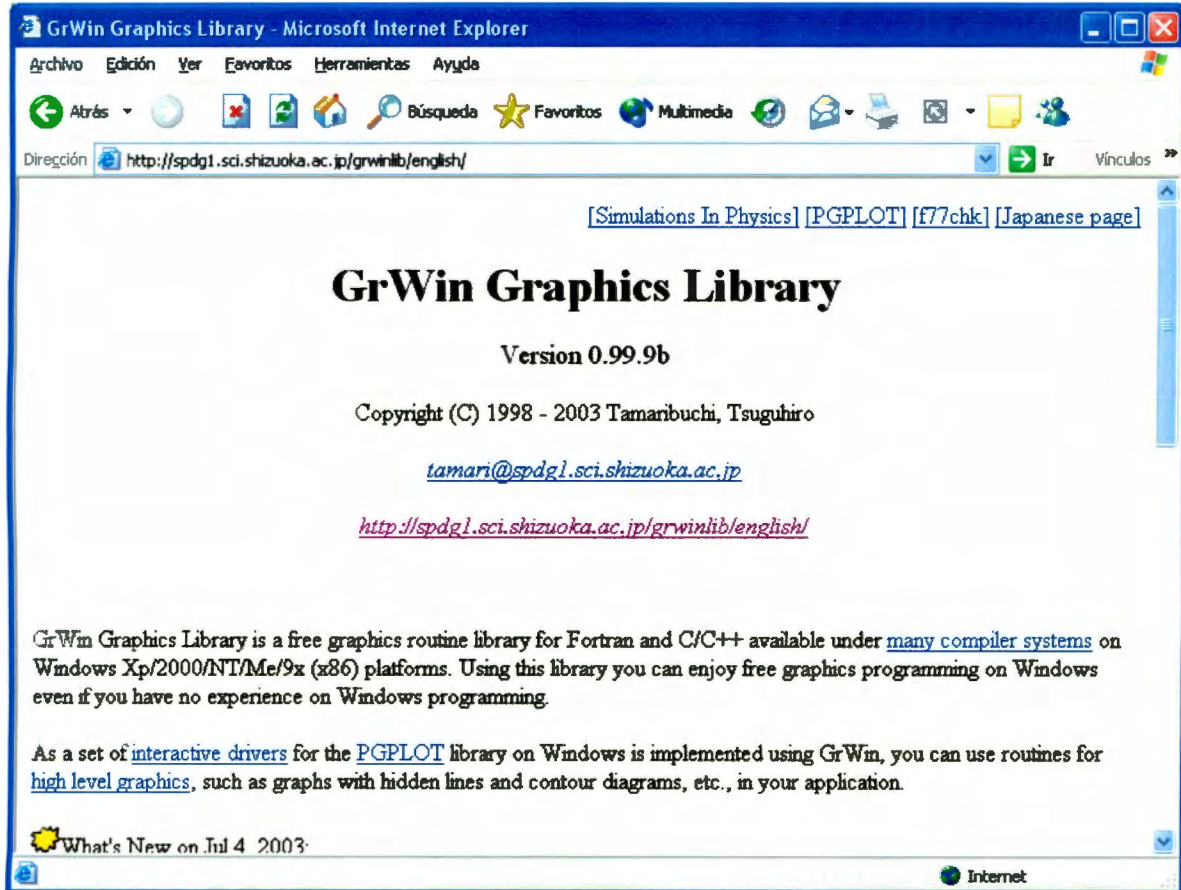 GrWin Graphics Library - Microsoft Internet Explorer
Archivo Edición Ver Favoritos Herramientas Ayuda
Atrás Búsqueda Favoritos Multimedia
Dirección http://spdg1.sci.shizuoka.ac.jp/grwinlib/english/ Ir Vínculos »
[Simulations In Physics] [PGPLOT] [f77chk] [Japanese page]
GrWin Graphics Library
Version 0.99.9b
Copyright (C) 1998 - 2003 Tamaribuchi, Tsuguhiro
tamari@spdg1.sci.shizuoka.ac.jp
http://spdg1.sci.shizuoka.ac.jp/grwinlib/english/
GrWin Graphics Library is a free graphics routine library for Fortran and C/C++ available under many compiler systems on
Windows Xp/2000/NT/Me/9x (x86) platforms. Using this library you can enjoy free graphics programming on Windows
even if you have no experience on Windows programming.
As a set of interactive drivers for the PGPLOT library on Windows is implemented using GrWin, you can use routines for
high level graphics, such as graphs with hidden lines and contour diagrams, etc., in your application.
What's New on Jul 4, 2003:
Internet